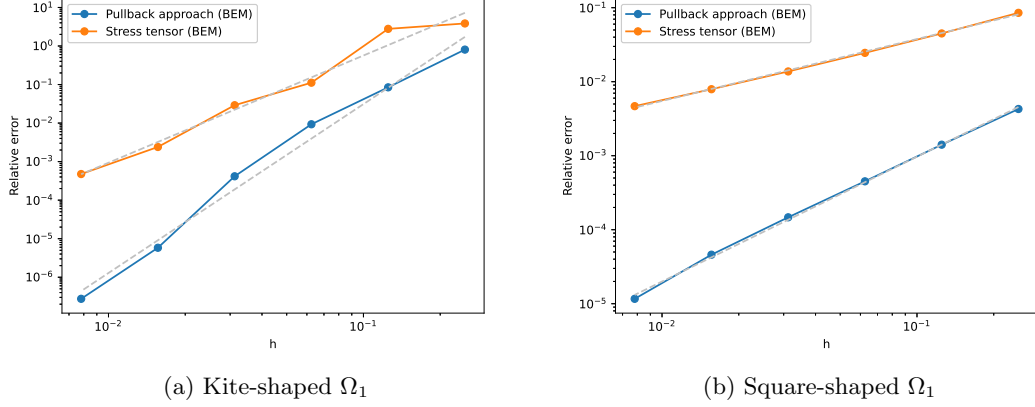 Pullback approach (BEM)
Stress tensor (BEM)
Relative error
10¹
10⁰
10⁻¹
10⁻²
10⁻³
10⁻⁴
10⁻⁵
10⁻⁶
10⁻²
10⁻¹
h
(a) Kite-shaped Ω₁
Pullback approach (BEM)
Stress tensor (BEM)
Relative error
10⁻¹
10⁻²
10⁻³
10⁻⁴
10⁻⁵
10⁻²
10⁻¹
h
(b) Square-shaped Ω₁